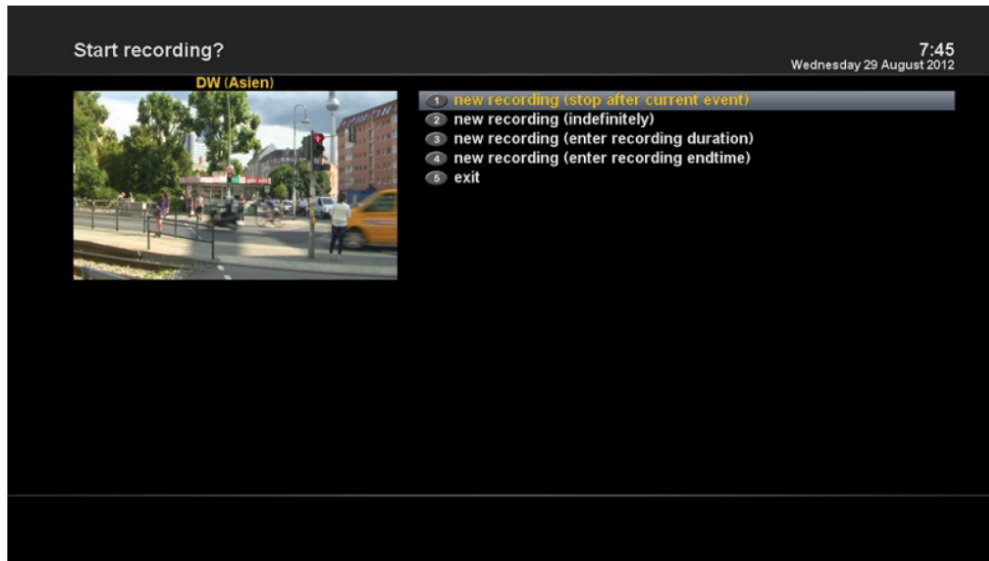 Start recording?
7:45
Wednesday 29 August 2012
DW (Asien)
1 new recording (stop after current event)
2 new recording (indefinitely)
3 new recording (enter recording duration)
4 new recording (enter recording endtime)
5 exit